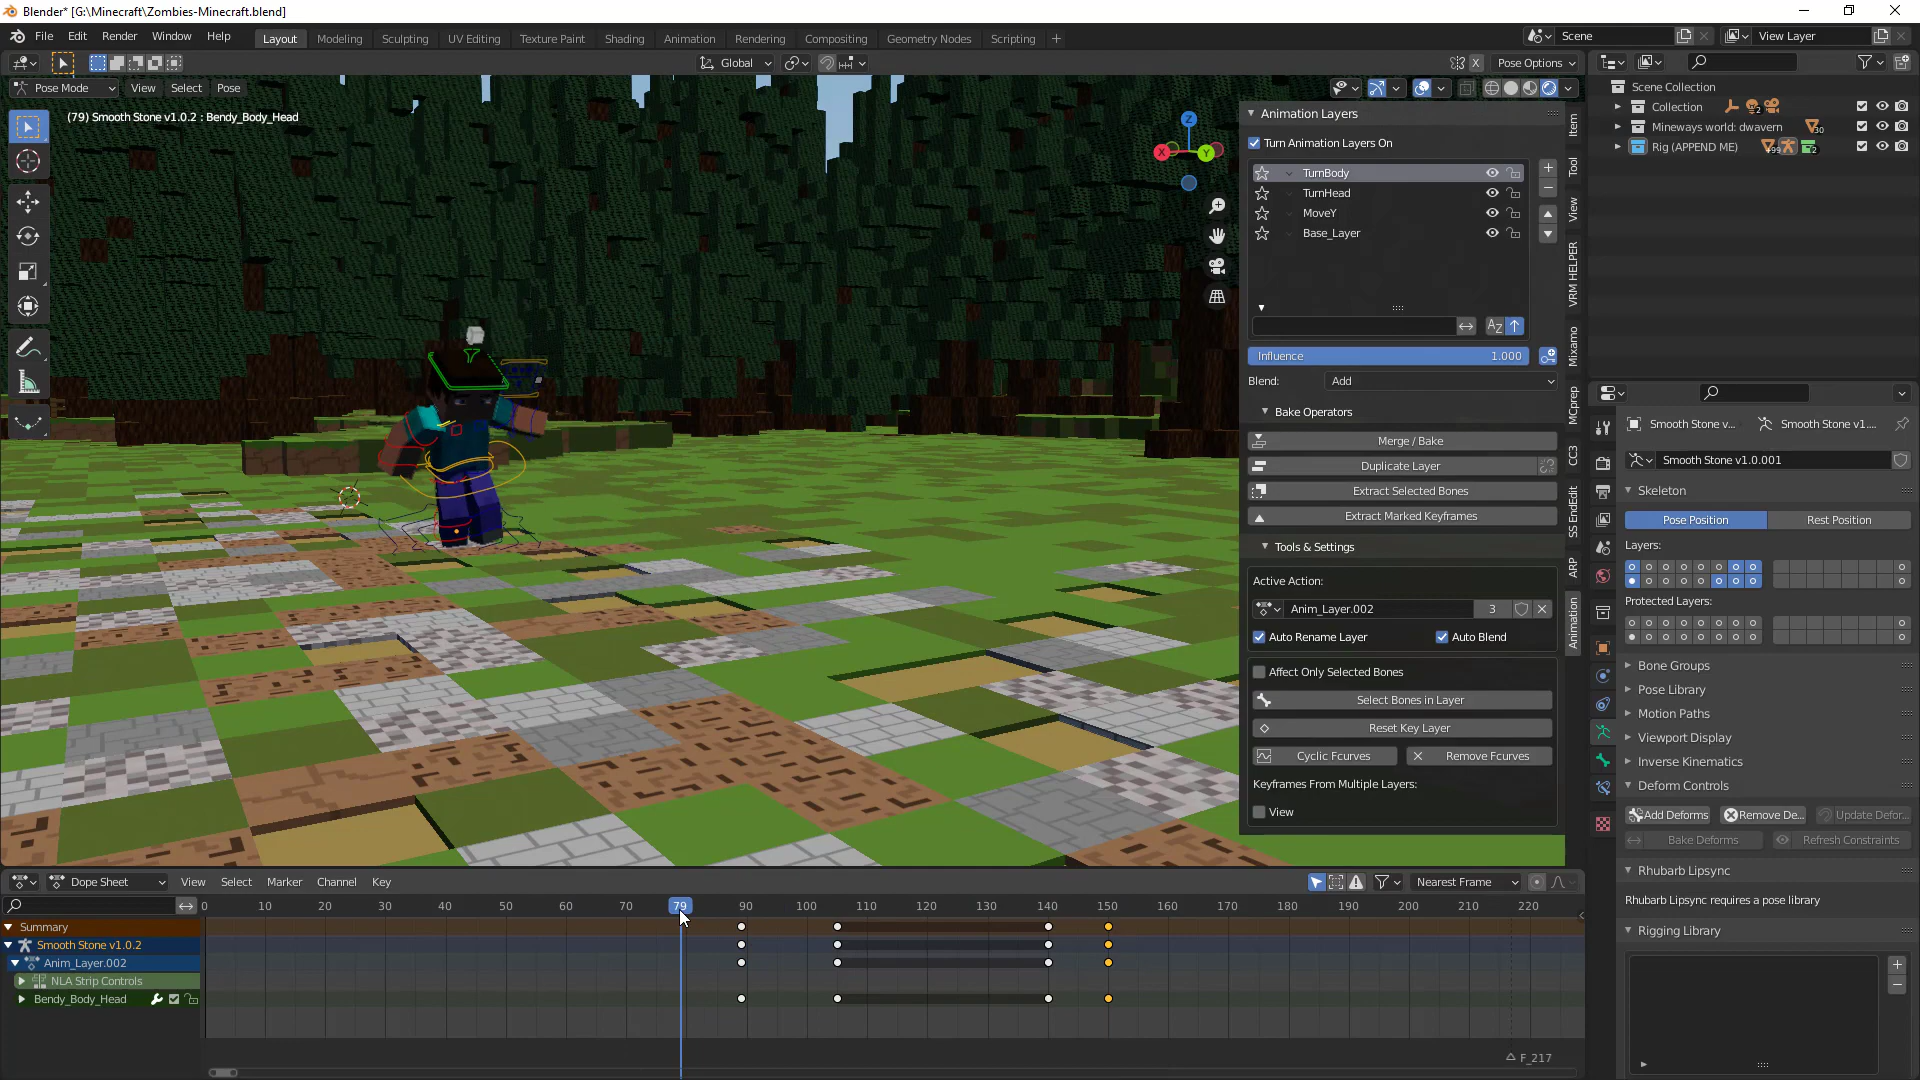 Blender* [G:\Minecraft\Zombies-Minecraft.blend]
File Edit Render Window Help
Layout Modeling Sculpting UV Editing Texture Paint Shading Animation Rendering Compositing Geometry Nodes Scripting
Scene
View Layer
Global
Pose Options
Pose Mode View Select Pose
(79) Smooth Stone v1.0.2 : Bendy_Body_Head
Z
X
Y
Animation Layers
Turn Animation Layers On
TurnBody
TurnHead
MoveY
Base_Layer
Influence 1.000
Blend: Add
Bake Operators
Merge / Bake
Duplicate Layer
Extract Selected Bones
Extract Marked Keyframes
Tools & Settings
Active Action:
Anim_Layer.002 3
Auto Rename Layer Auto Blend
Affect Only Selected Bones
Select Bones in Layer
Reset Key Layer
Cyclic Fcurves Remove Fcurves
Keyframes From Multiple Layers:
View
Item
Tool
View
VRM HELPER
Mixamo
MCprep
CC3
SS EndEdit
ARP
Animation
Scene Collection
Collection 2
Mineways world: dwavern 30
Rig (APPEND ME) +99 2
Smooth Stone v... Smooth Stone v1....
Smooth Stone v1.0.001
Skeleton
Pose Position Rest Position
Layers:
Protected Layers:
Bone Groups
Pose Library
Motion Paths
Viewport Display
Inverse Kinematics
Deform Controls
Add Deforms Remove De... Update Defor...
Bake Deforms Refresh Constraints
Rhubarb Lipsync
Rhubarb Lipsync requires a pose library
Rigging Library
Dope Sheet View Select Marker Channel Key
Nearest Frame
0 10 20 30 40 50 60 70 79 90 100 110 120 130 140 150 160 170 180 190 200 210 220
Summary
Smooth Stone v1.0.2
Anim_Layer.002
NLA Strip Controls
Bendy_Body_Head
F_217